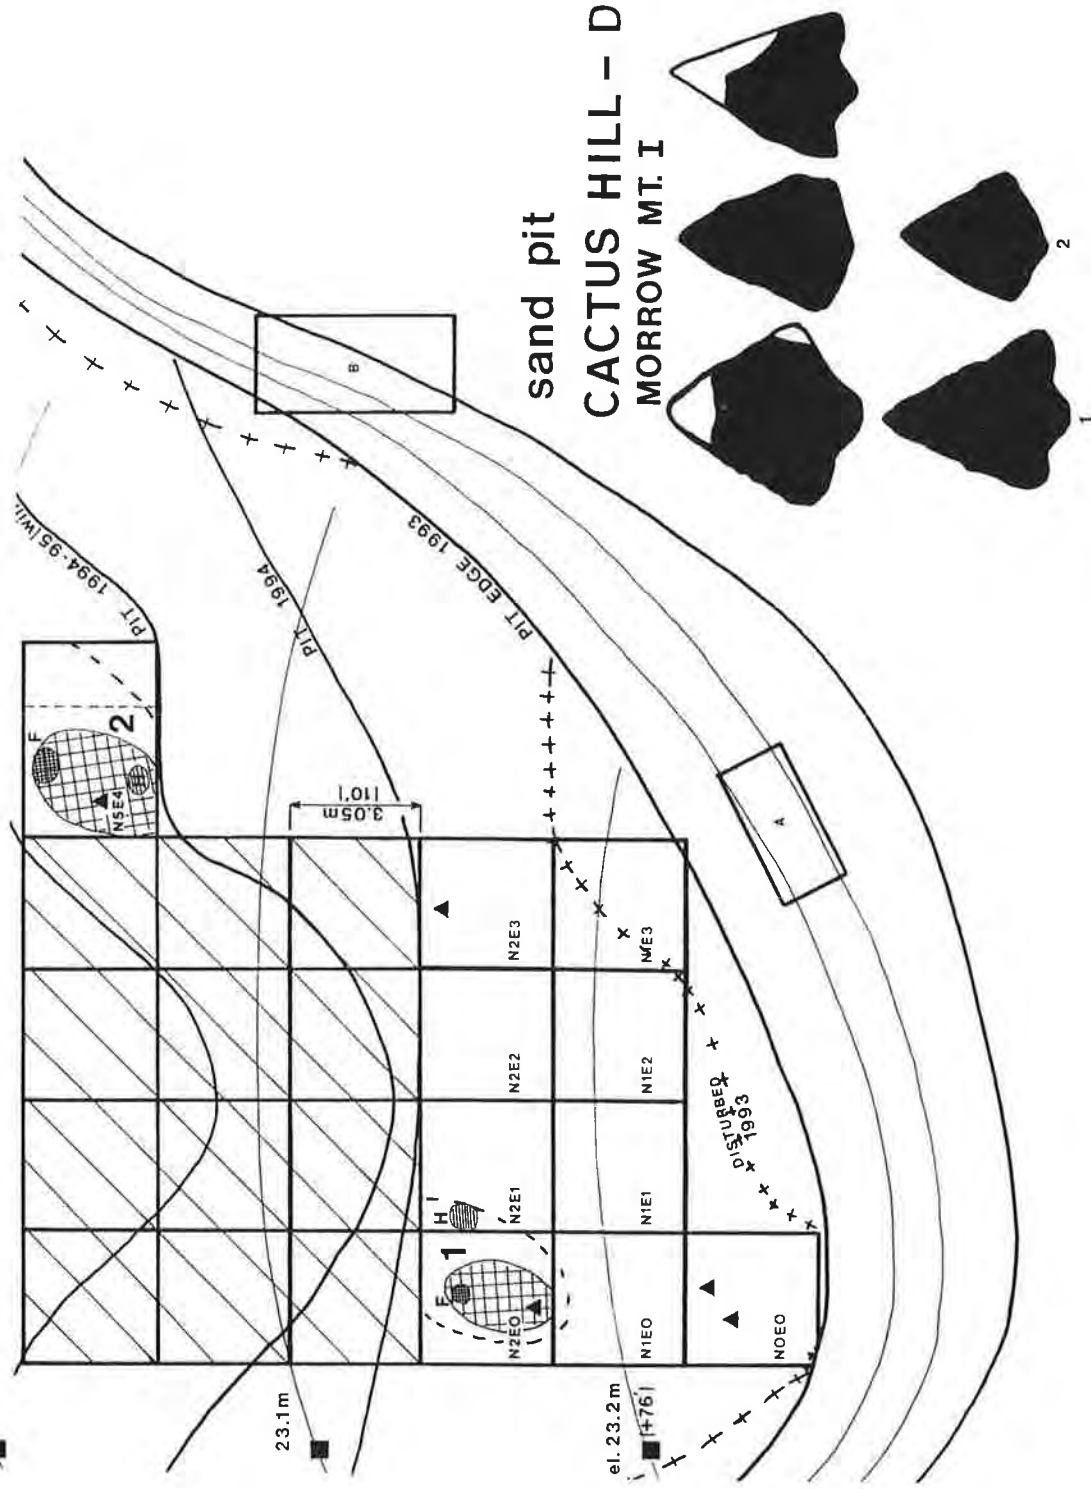 sand pit
CACTUS HILL - D
MORROW MT. I
1
2
B
A
PIT 1994-95
PIT 1994
PIT EDGE 1993
DISTURBED
1993
3.05m
(10')
F
2
N5E4
N2E3
N1E3
N2E2
N1E2
H
N2E1
N1E1
F
1
N2E0
N1E0
N0E0
23.1m
el. 23.2m
(+76')